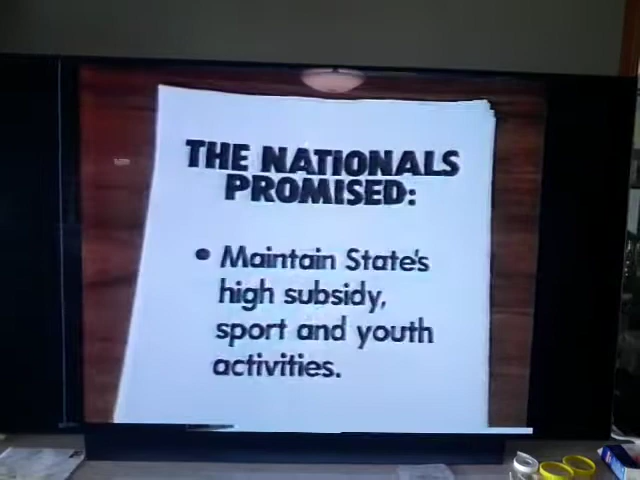 THE NATIONALS
PROMISED:
• Maintain State's
high subsidy,
sport and youth
activities.